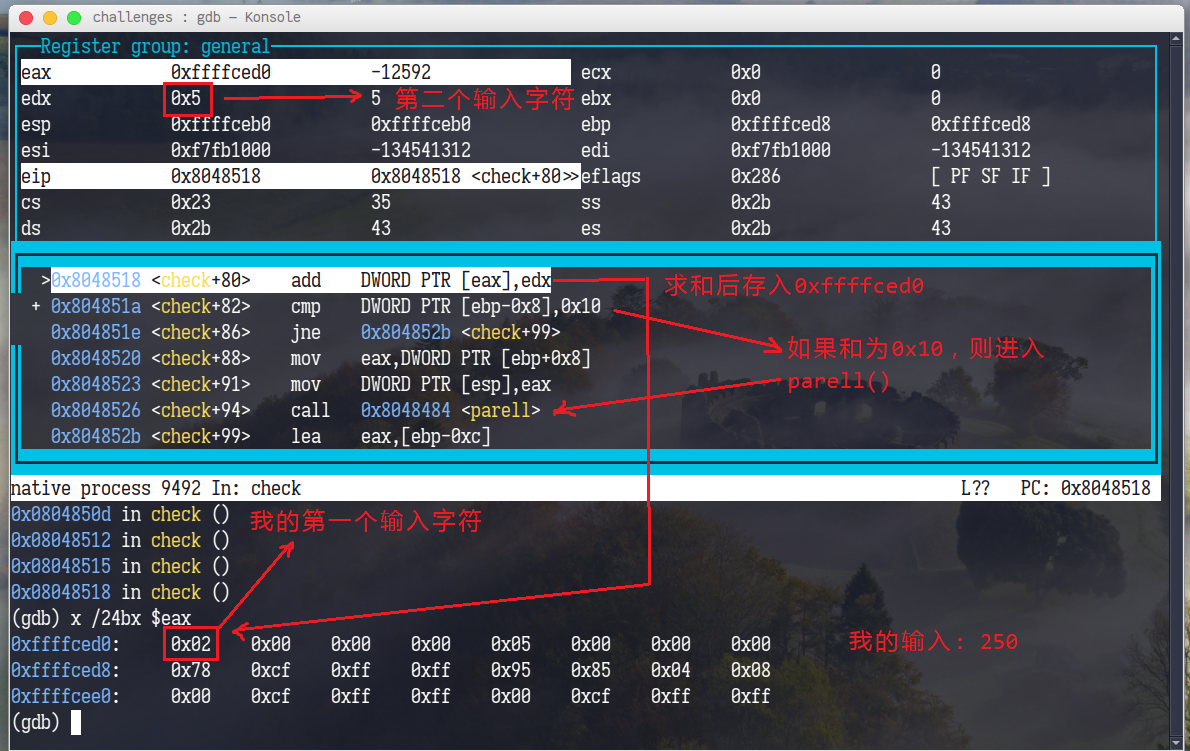 challenges : gdb – Konsole
Register group: general
eax 0xffffced0 -12592 ecx 0x0 0
edx 0x5 5 第二个输入字符 ebx 0x0 0
esp 0xffffceb0 0xffffceb0 ebp 0xffffced8 0xffffced8
esi 0xf7fb1000 -134541312 edi 0xf7fb1000 -134541312
eip 0x8048518 0x8048518 <check+80>> eflags 0x286 [ PF SF IF ]
cs 0x23 35 ss 0x2b 43
ds 0x2b 43 es 0x2b 43
>0x8048518 <check+80> add DWORD PTR [eax],edx 求和后存入0xffffced0
+ 0x804851a <check+82> cmp DWORD PTR [ebp-0x8],0x10
0x804851e <check+86> jne 0x804852b <check+99>
如果和为0x10，则进入
0x8048520 <check+88> mov eax,DWORD PTR [ebp+0x8]
0x8048523 <check+91> mov DWORD PTR [esp],eax parell()
0x8048526 <check+94> call 0x8048484 <parell>
0x804852b <check+99> lea eax,[ebp-0xc]
native process 9492 In: check L?? PC: 0x8048518
0x0804850d in check () 我的第一个输入字符
0x08048512 in check ()
0x08048515 in check ()
0x08048518 in check ()
(gdb) x /24bx $eax
0xffffced0: 0x02 0x00 0x00 0x00 0x05 0x00 0x00 0x00 我的输入: 250
0xffffced8: 0x78 0xcf 0xff 0xff 0x95 0x85 0x04 0x08
0xffffcee0: 0x00 0xcf 0xff 0xff 0x00 0xcf 0xff 0xff
(gdb)